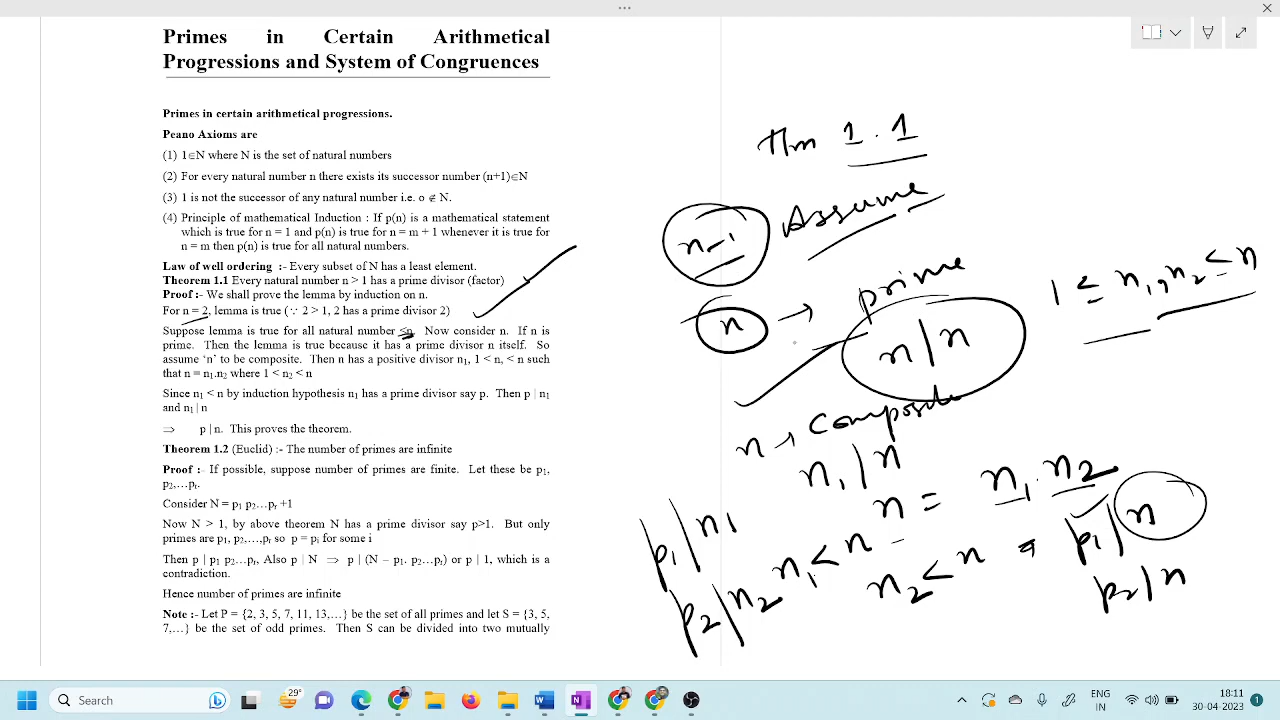 Primes in Certain Arithmetical
Progressions and System of Congruences
Primes in certain arithmetical progressions.
Peano Axioms are
(1) 1∈N where N is the set of natural numbers
(2) For every natural number n there exists its successor number (n+1)∈N
(3) 1 is not the successor of any natural number i.e. o ∉ N.
(4) Principle of mathematical Induction : If p(n) is a mathematical statement
which is true for n = 1 and p(n) is true for n = m + 1 whenever it is true for
n = m then p(n) is true for all natural numbers.
Law of well ordering :- Every subset of N has a least element.
Theorem 1.1 Every natural number n > 1 has a prime divisor (factor)
Proof :- We shall prove the lemma by induction on n.
For n = 2, lemma is true (∵ 2 > 1, 2 has a prime divisor 2)
Suppose lemma is true for all natural number <n. Now consider n. If n is
prime. Then the lemma is true because it has a prime divisor n itself. So
assume ‘n’ to be composite. Then n has a positive divisor n1, 1 < n, < n such
that n = n1.n2 where 1 < n2 < n
Since n1 < n by induction hypothesis n1 has a prime divisor say p. Then p | n1
and n1 | n
⇒ p | n. This proves the theorem.
Theorem 1.2 (Euclid) :- The number of primes are infinite
Proof :- If possible, suppose number of primes are finite. Let these be p1,
p2,…pr.
Consider N = p1 p2…pr +1
Now N > 1, by above theorem N has a prime divisor say p>1. But only
primes are p1, p2,…,pr so p = pi for some i
Then p | p1 p2…pr, Also p | N ⇒ p | (N – p1. p2…pr) or p | 1, which is a
contradiction.
Hence number of primes are infinite
Note :- Let P = {2, 3, 5, 7, 11, 13,…} be the set of all primes and let S = {3, 5,
7,…} be the set of odd primes. Then S can be divided into two mutually
Thm 1.1
n-1 Assume
n → prime
n | n
1 ≤ n1, n2 ≤ n
n → Composite
n1 | n
n = n1 . n2
p1 | n1
n1 < n
p1 | n
p2 | n2
n2 < n
p2 | n
Search
29°
ENG
IN
18:11
30-04-2023
1